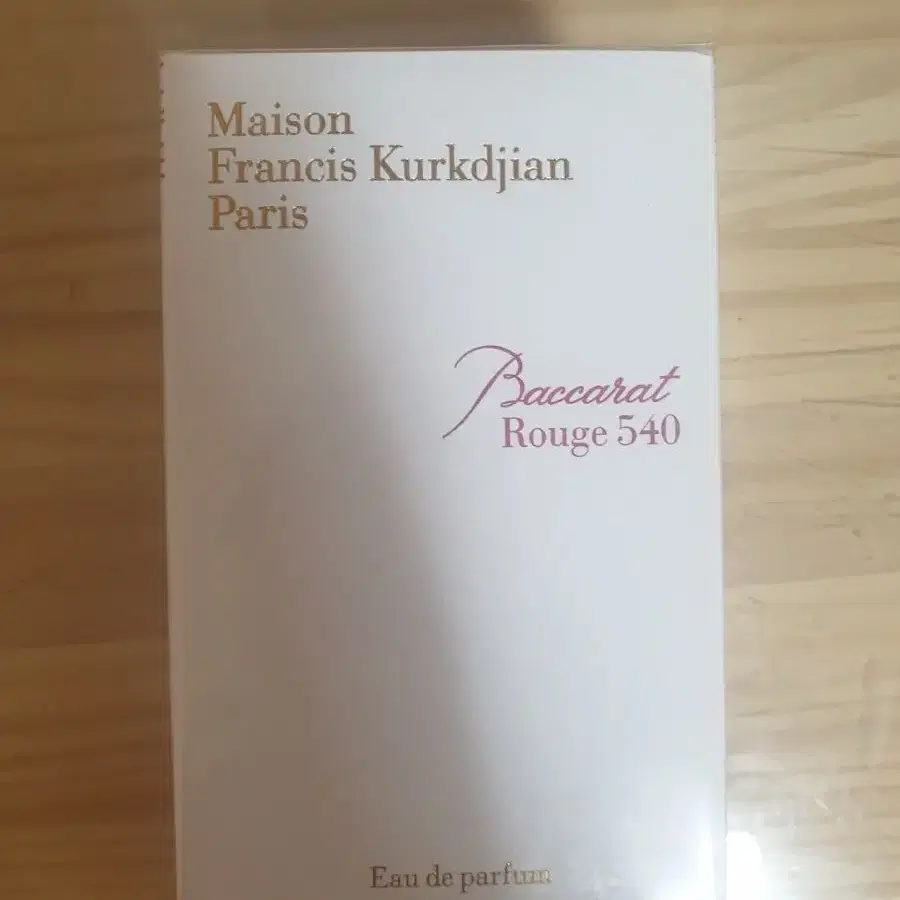 Maison
Francis Kurkdjian
Paris
Baccarat
Rouge 540
Eau de parfum